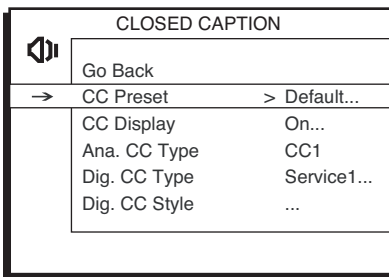 CLOSED CAPTION
Go Back
→ CC Preset > Default...
CC Display On...
Ana. CC Type CC1
Dig. CC Type Service1...
Dig. CC Style ...